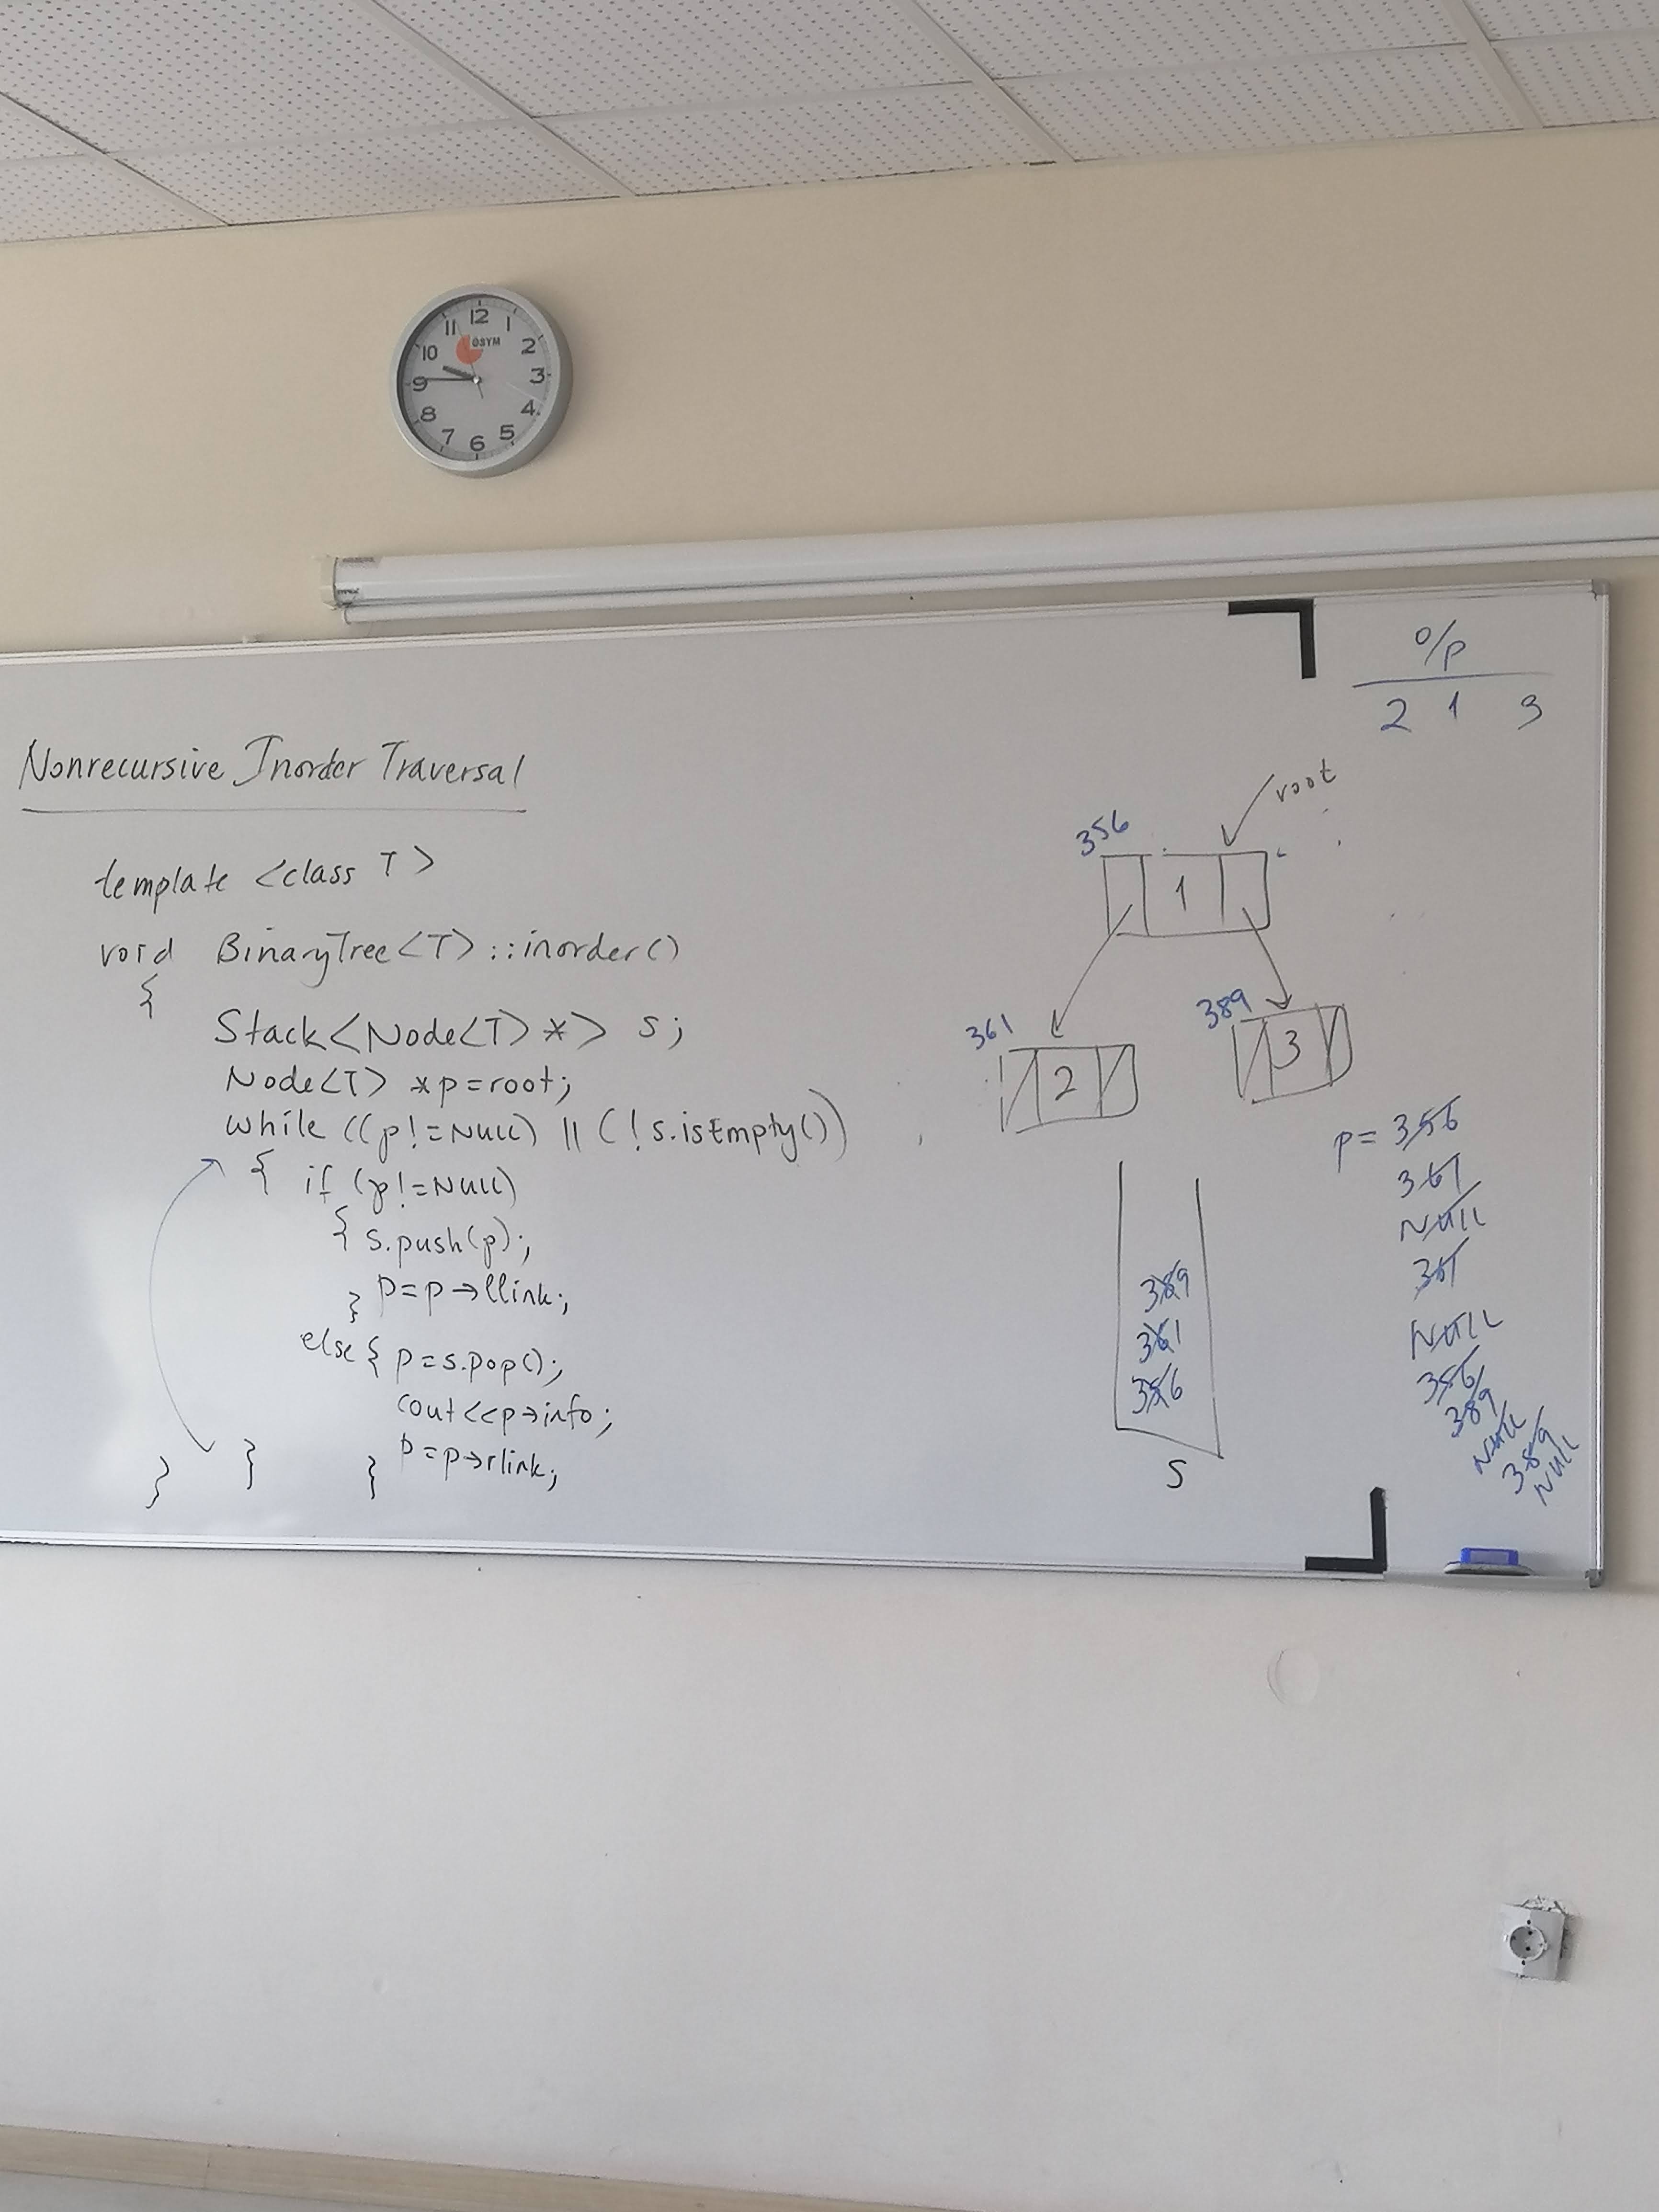 12
11 1
ÖSYM
10 2
9 3
8 4
7 5
6
o/p
2 1 3
Nonrecursive Inorder Traversal
template <class T>
void BinaryTree<T>::inorder()
{
Stack<Node<T>*> s;
Node<T> *p=root;
while ((p!=NULL) || (!s.isEmpty())
{ if (p!=NULL)
{ s.push(p);
} p=p→llink;
else { p=s.pop();
cout<<p→info;
} } } p=p→rlink;
root
356
1
361 389
2 3
389
361
356
S
p= 356
361
NULL
361
NULL
356
389
NULL
389
NULL